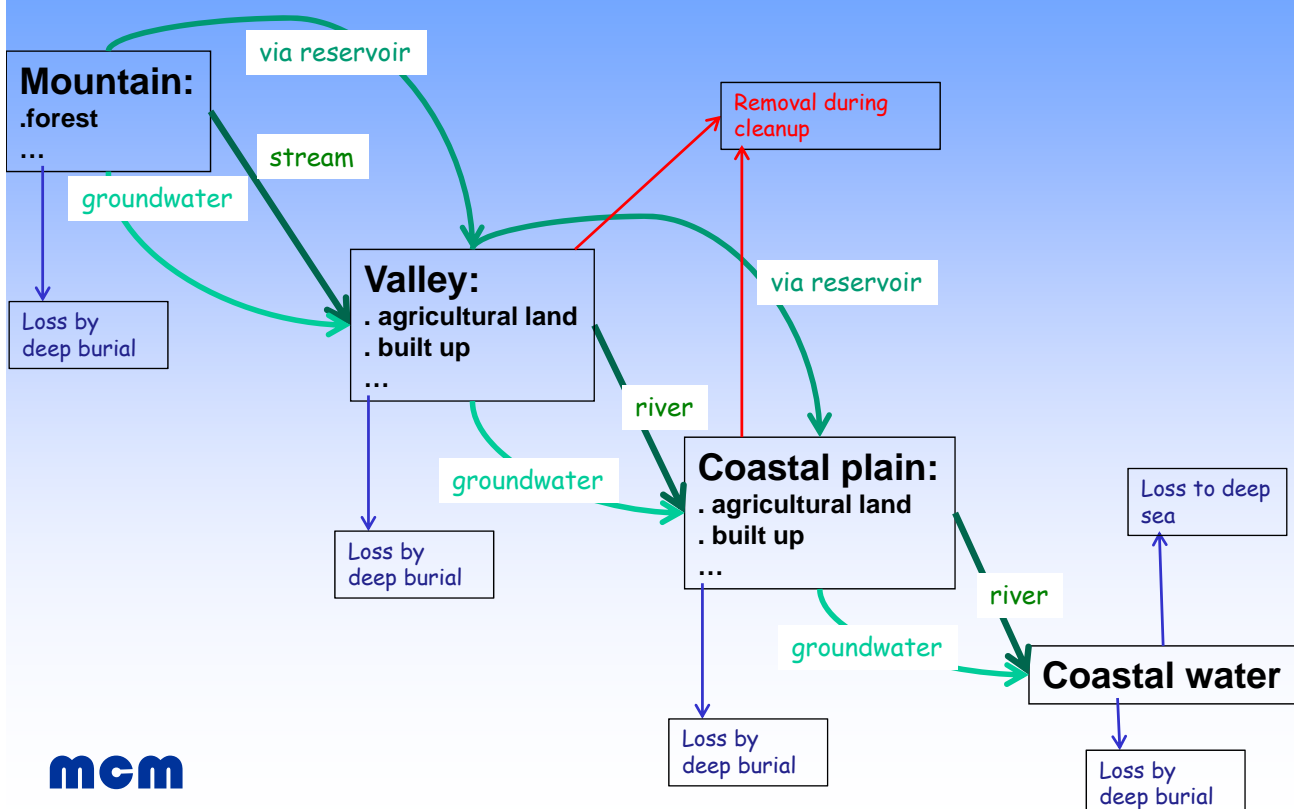 via reservoir
Mountain:
.forest
...
Removal during
cleanup
stream
groundwater
Valley:
. agricultural land
. built up
...
via reservoir
Loss by
deep burial
river
Coastal plain:
. agricultural land
. built up
...
groundwater
Loss to deep
sea
Loss by
deep burial
river
groundwater
Coastal water
Loss by
deep burial
mcm
Loss by
deep burial